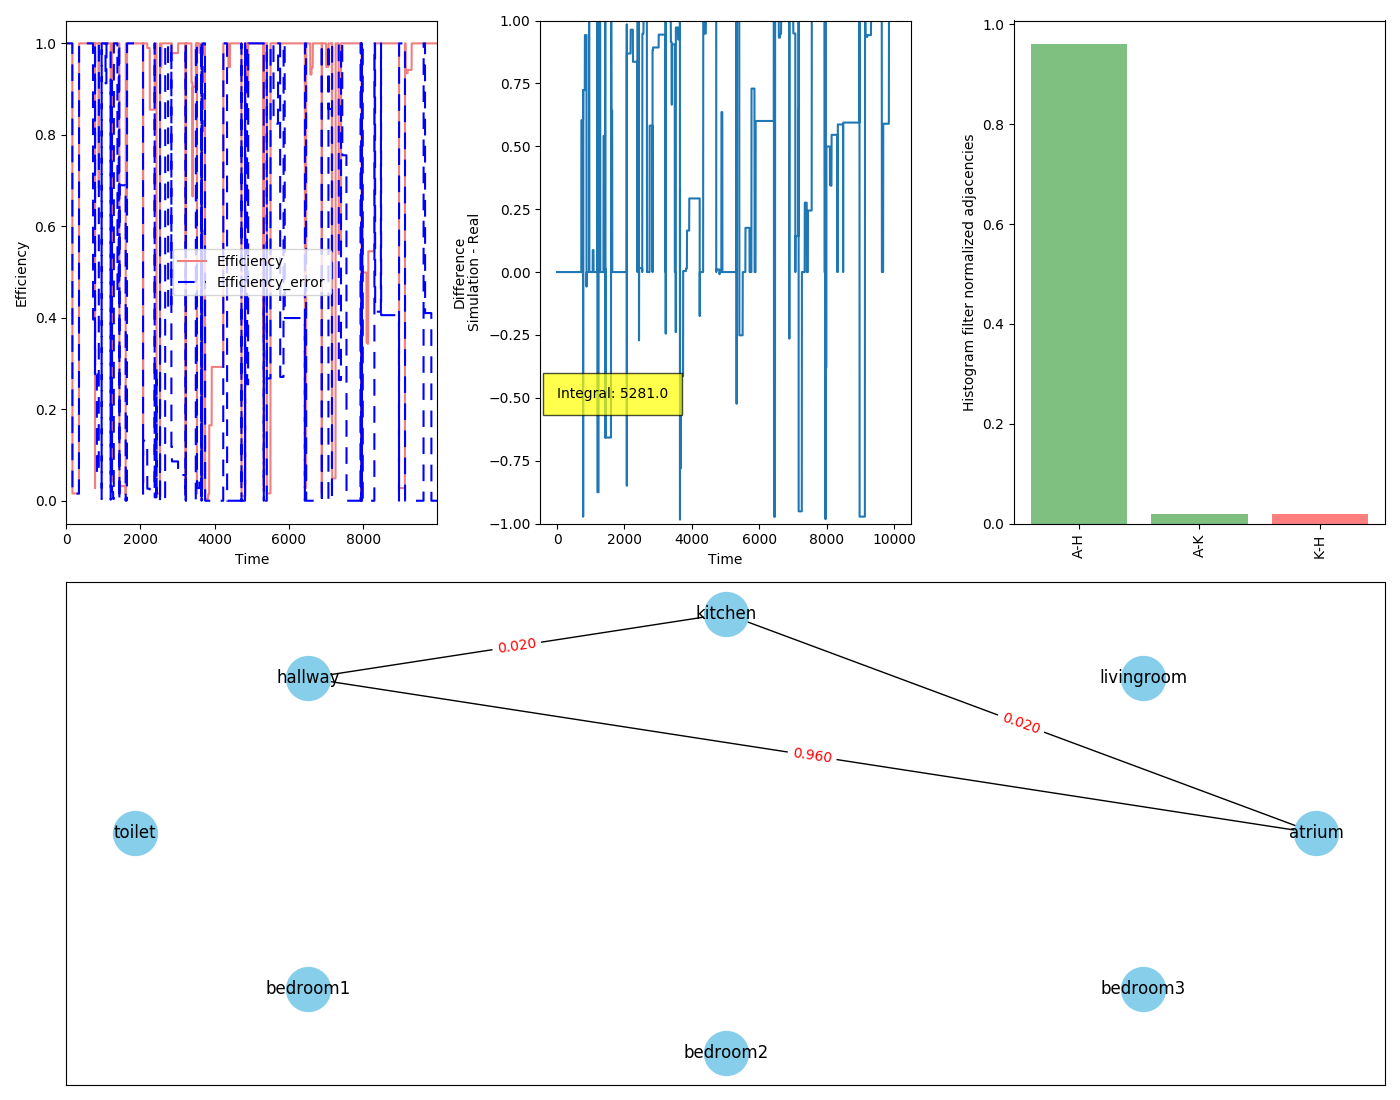 Efficiency
1.0
0.8
0.6
0.4
0.2
0.0
Efficiency
Efficiency_error
0
2000
4000
6000
8000
Time
Difference
Simulation - Real
1.00
0.75
0.50
0.25
0.00
−0.25
−0.50
−0.75
−1.00
Integral: 5281.0
0
2000
4000
6000
8000
10000
Time
Histogram filter normalized adjacencies
1.0
0.8
0.6
0.4
0.2
0.0
A-H
A-K
K-H
kitchen
0.020
hallway
livingroom
0.020
0.960
toilet
atrium
bedroom1
bedroom3
bedroom2